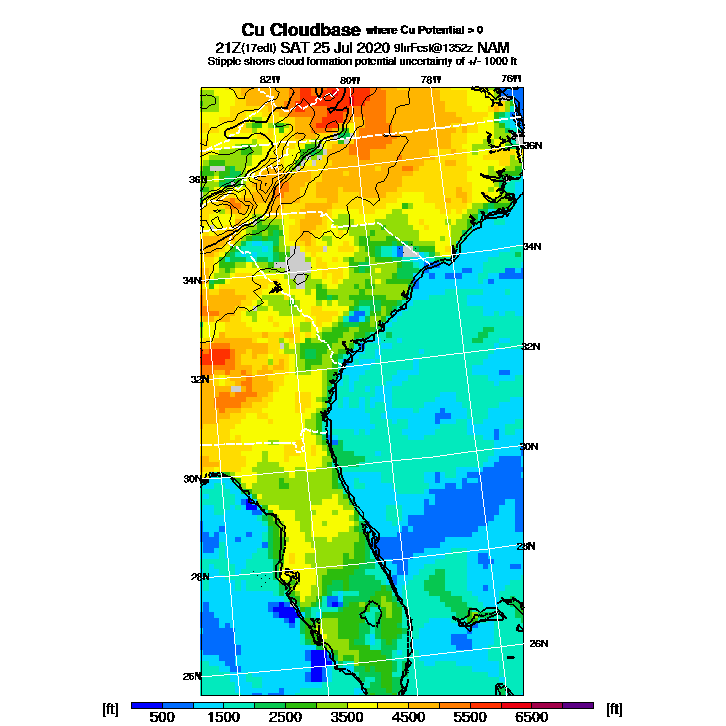 Cu Cloudbase where Cu Potential > 0
21Z(17edt) SAT 25 Jul 2020 9hrFcst@1352z NAM
Stipple shows cloud formation potential uncertainty of +/- 1000 ft
82W 80W 78W 76W
36N
36N
34N
34N
32N
32N
30N
30N
28N
28N
26N
26N
[ft] 500 1500 2500 3500 4500 5500 6500 [ft]